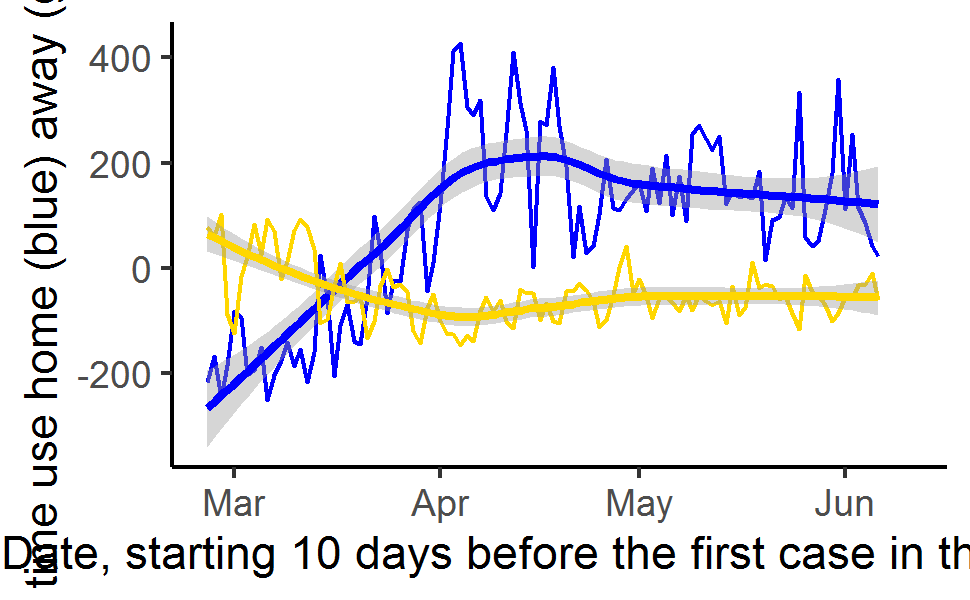 time use home (blue) away (
400
200
0
-200
Mar Apr May Jun
Date, starting 10 days before the first case in th